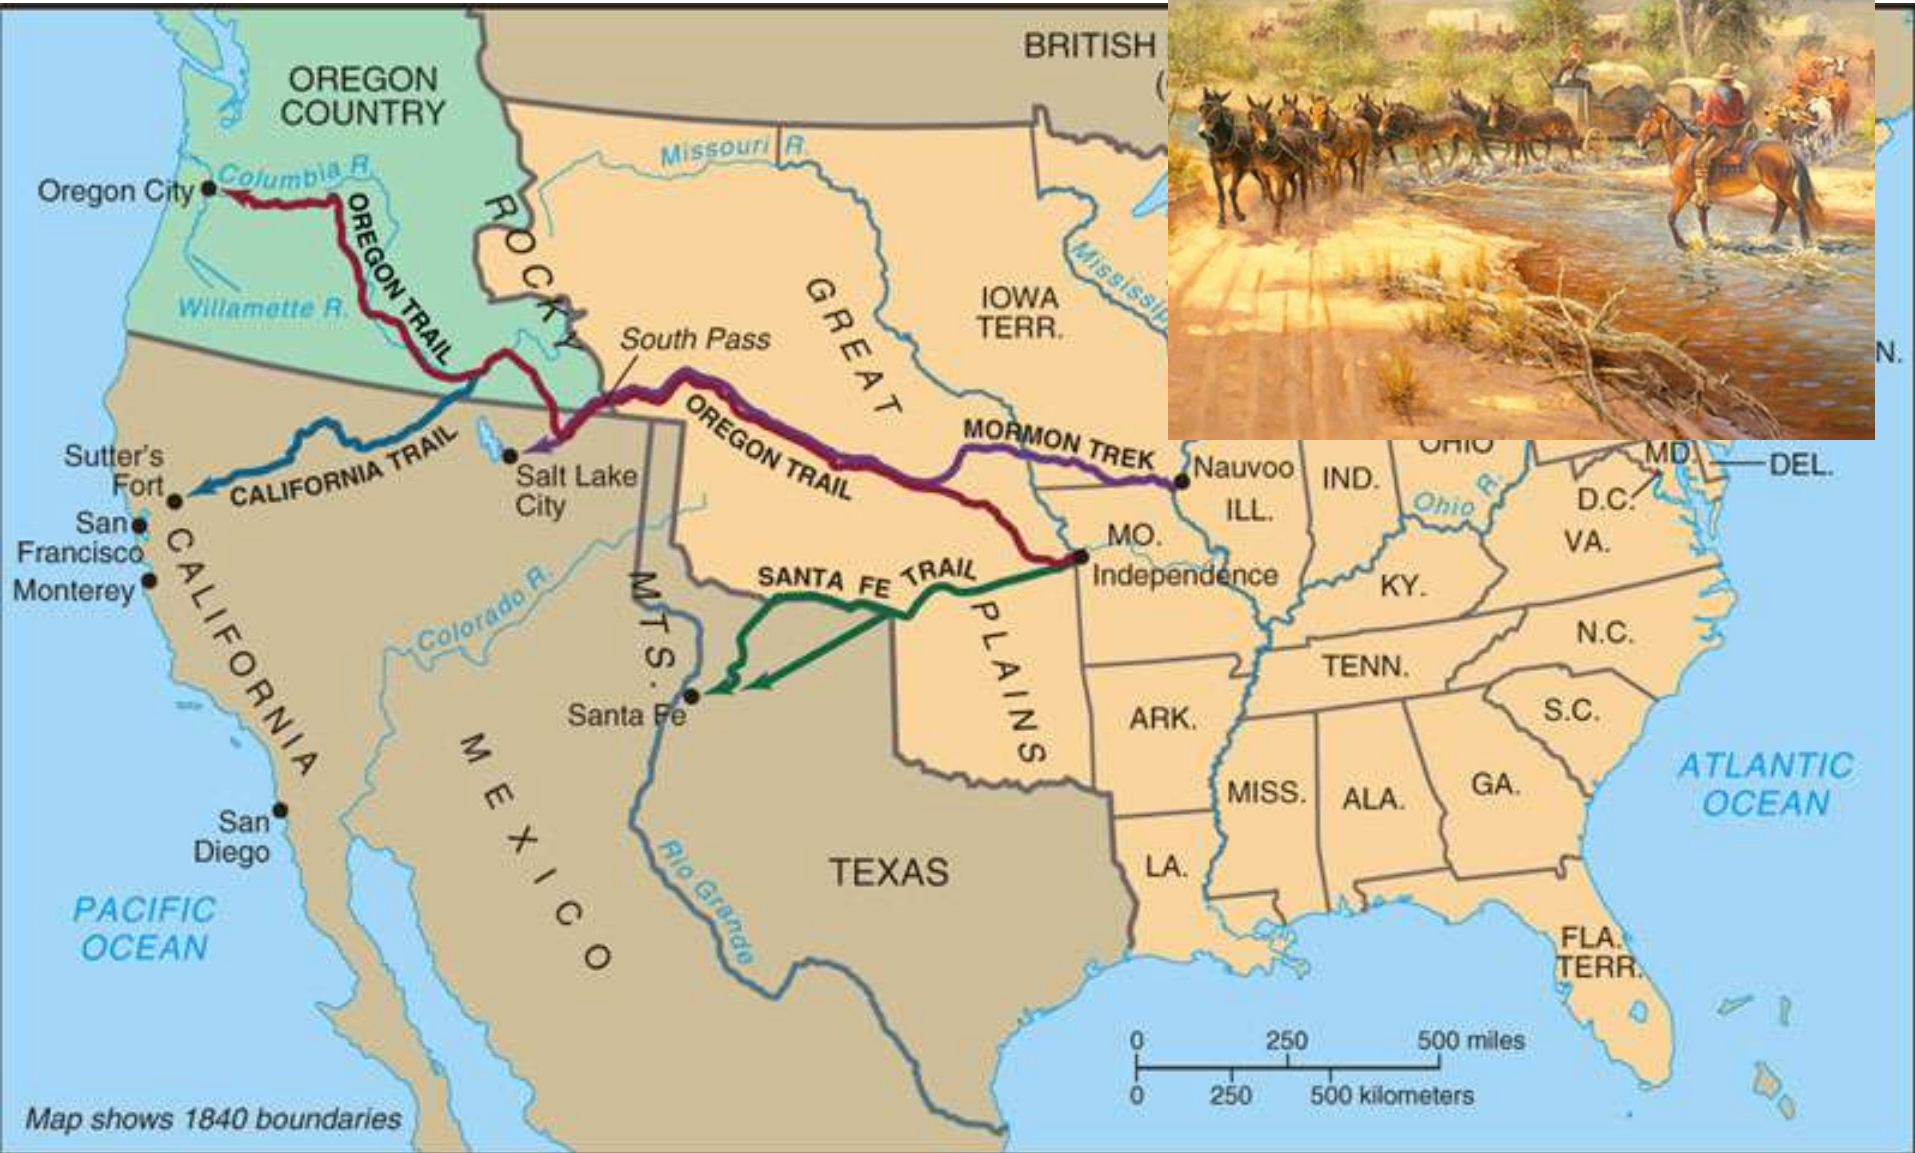 BRITISH
(
OREGON
COUNTRY
Missouri R.
Columbia R.
Oregon City
OREGON TRAIL
ROCKY
MTS.
Willamette R.
GREAT
PLAINS
IOWA
TERR.
Mississip
N.
South Pass
OREGON TRAIL
MORMON TREK
Nauvoo
ILL.
IND.
OHIO
Ohio R.
MD.
DEL.
D.C.
VA.
Sutter's
Fort
CALIFORNIA TRAIL
Salt Lake
City
San
Francisco
Monterey
CALIFORNIA
Colorado R.
MO.
Independence
SANTA FE TRAIL
KY.
N.C.
TENN.
S.C.
Santa Fe
ARK.
MISS.
ALA.
GA.
ATLANTIC
OCEAN
MEXICO
San
Diego
Rio Grande
TEXAS
LA.
PACIFIC
OCEAN
FLA.
TERR.
0 250 500 miles
0 250 500 kilometers
Map shows 1840 boundaries